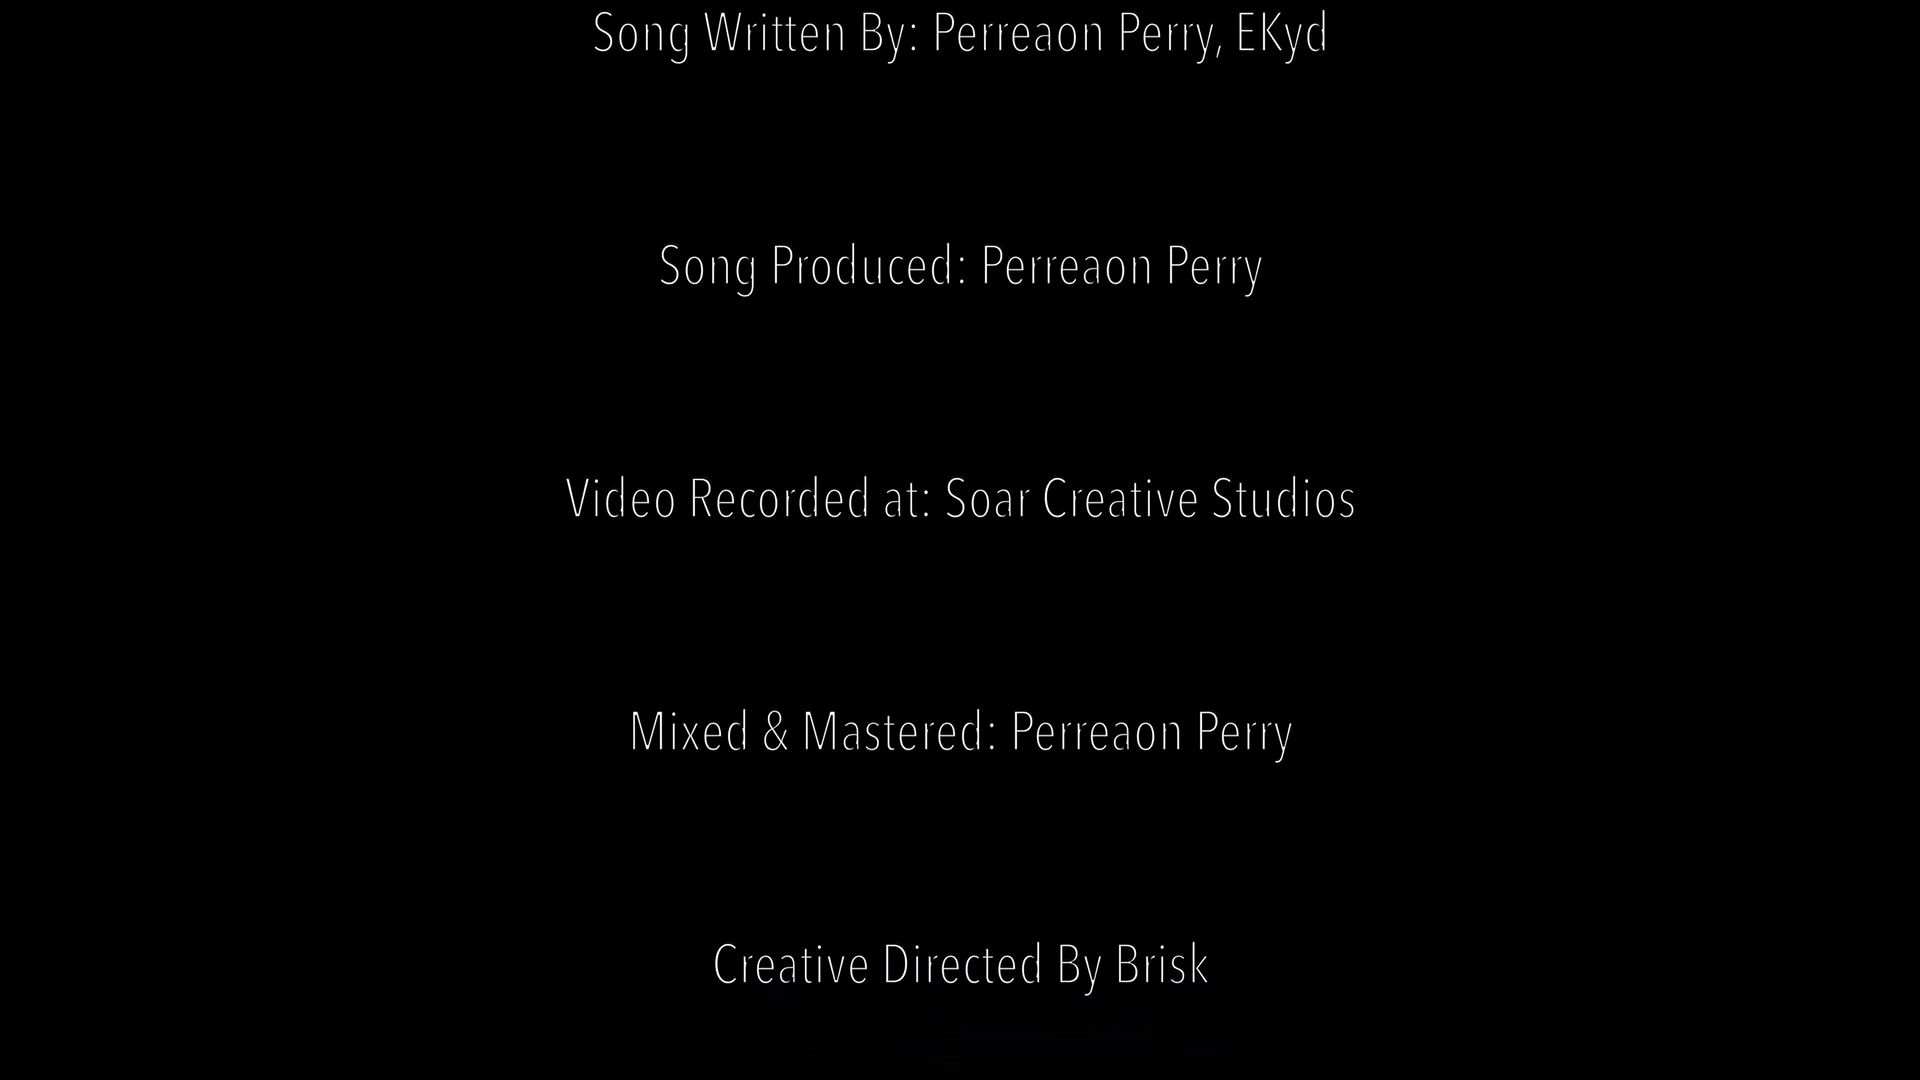 Song Written By: Perreaon Perry, EKyd
Song Produced: Perreaon Perry
Video Recorded at: Soar Creative Studios
Mixed & Mastered: Perreaon Perry
Creative Directed By Brisk